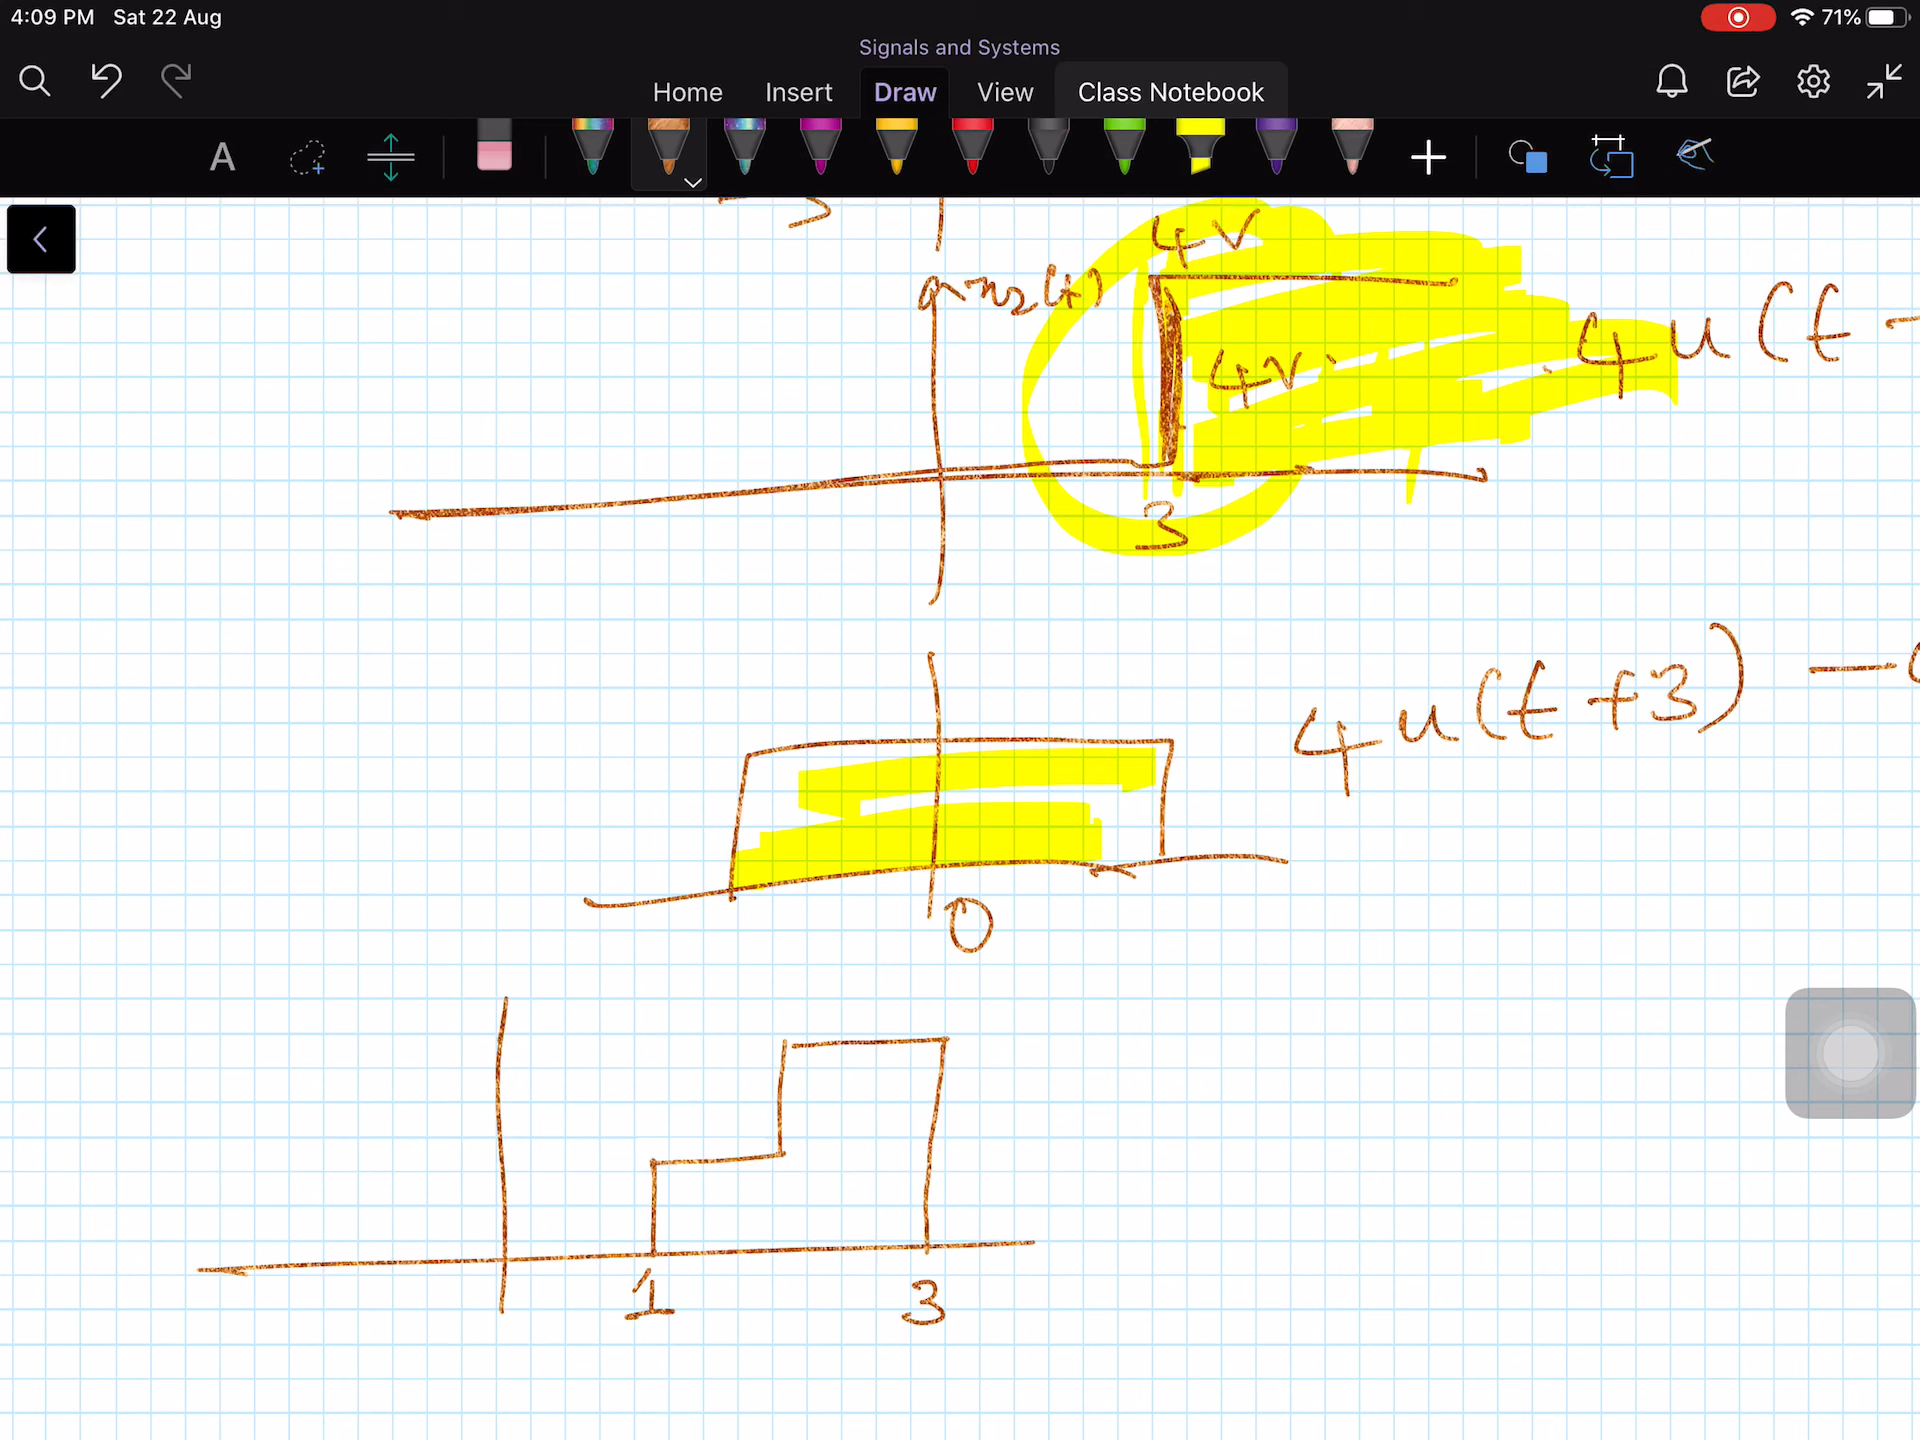 4:09 PM Sat 22 Aug
71%
Signals and Systems
Home Insert Draw View Class Notebook
A
4V
4V
4u(t-
3
4u(t+3) -
0
1
3